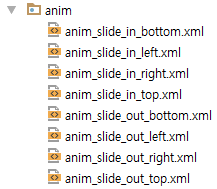 anim
anim_slide_in_bottom.xml
anim_slide_in_left.xml
anim_slide_in_right.xml
anim_slide_in_top.xml
anim_slide_out_bottom.xml
anim_slide_out_left.xml
anim_slide_out_right.xml
anim_slide_out_top.xml